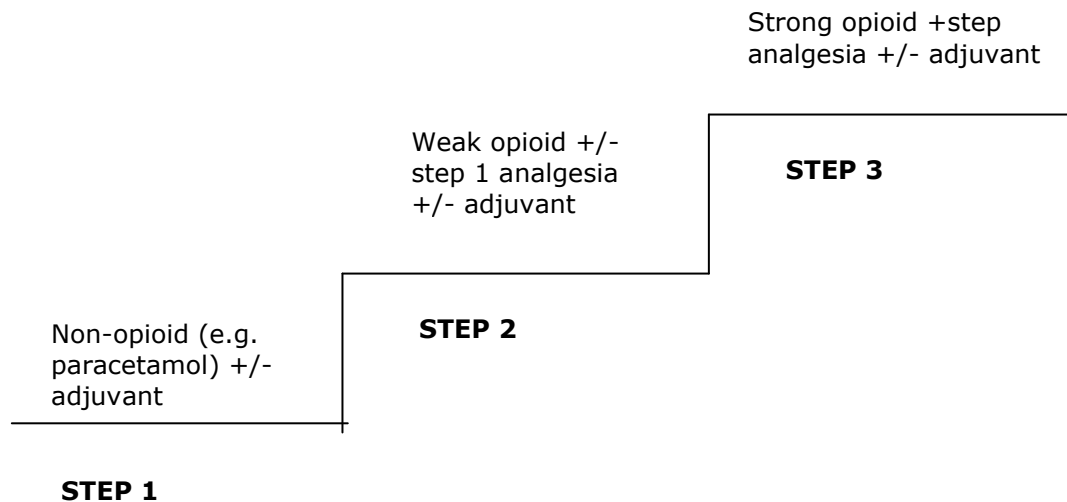 Strong opioid +step
analgesia +/- adjuvant
Weak opioid +/-
step 1 analgesia
+/- adjuvant
STEP 3
Non-opioid (e.g.
paracetamol) +/-
adjuvant
STEP 2
STEP 1